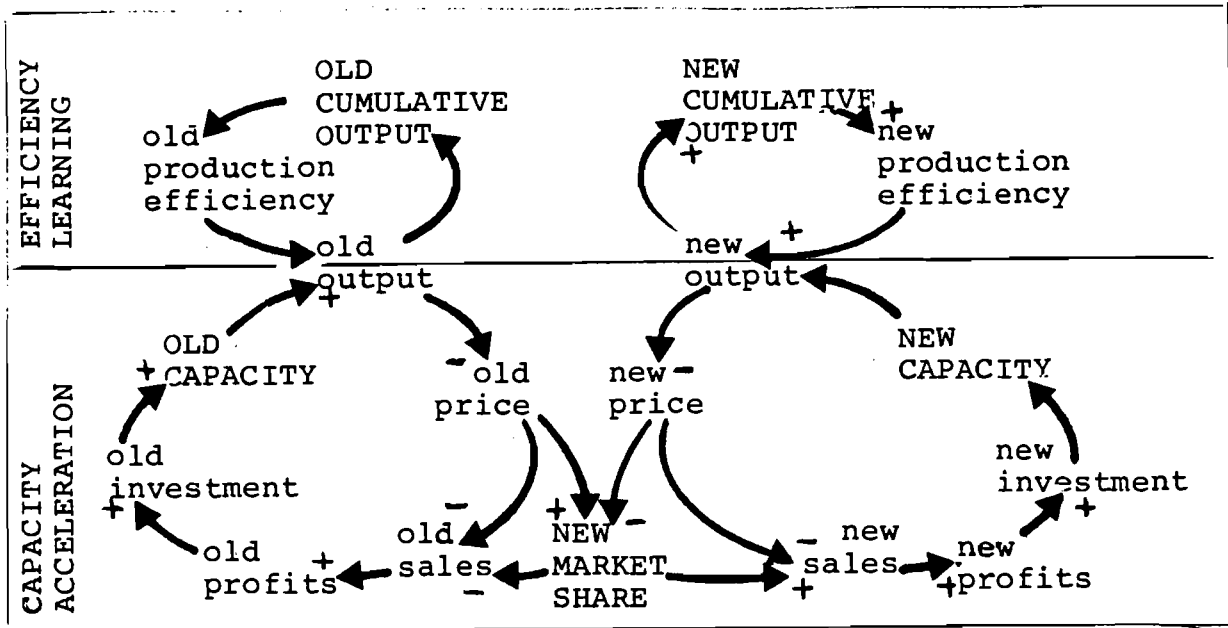 EFFICIENCY
LEARNING
OLD
CUMULATIVE
OUTPUT
old
production
efficiency
old
output
+
NEW
CUMULATIVE
OUTPUT
+
+
new
production
efficiency
new
output
+
CAPACITY
ACCELERATION
+
OLD
CAPACITY
- old
price
new -
price
NEW
CAPACITY
old
investment
+
old
profits
+
-
old
sales
-
+
-
NEW
MARKET
SHARE
-
new
sales
+
new
profits
+
new
investment
+